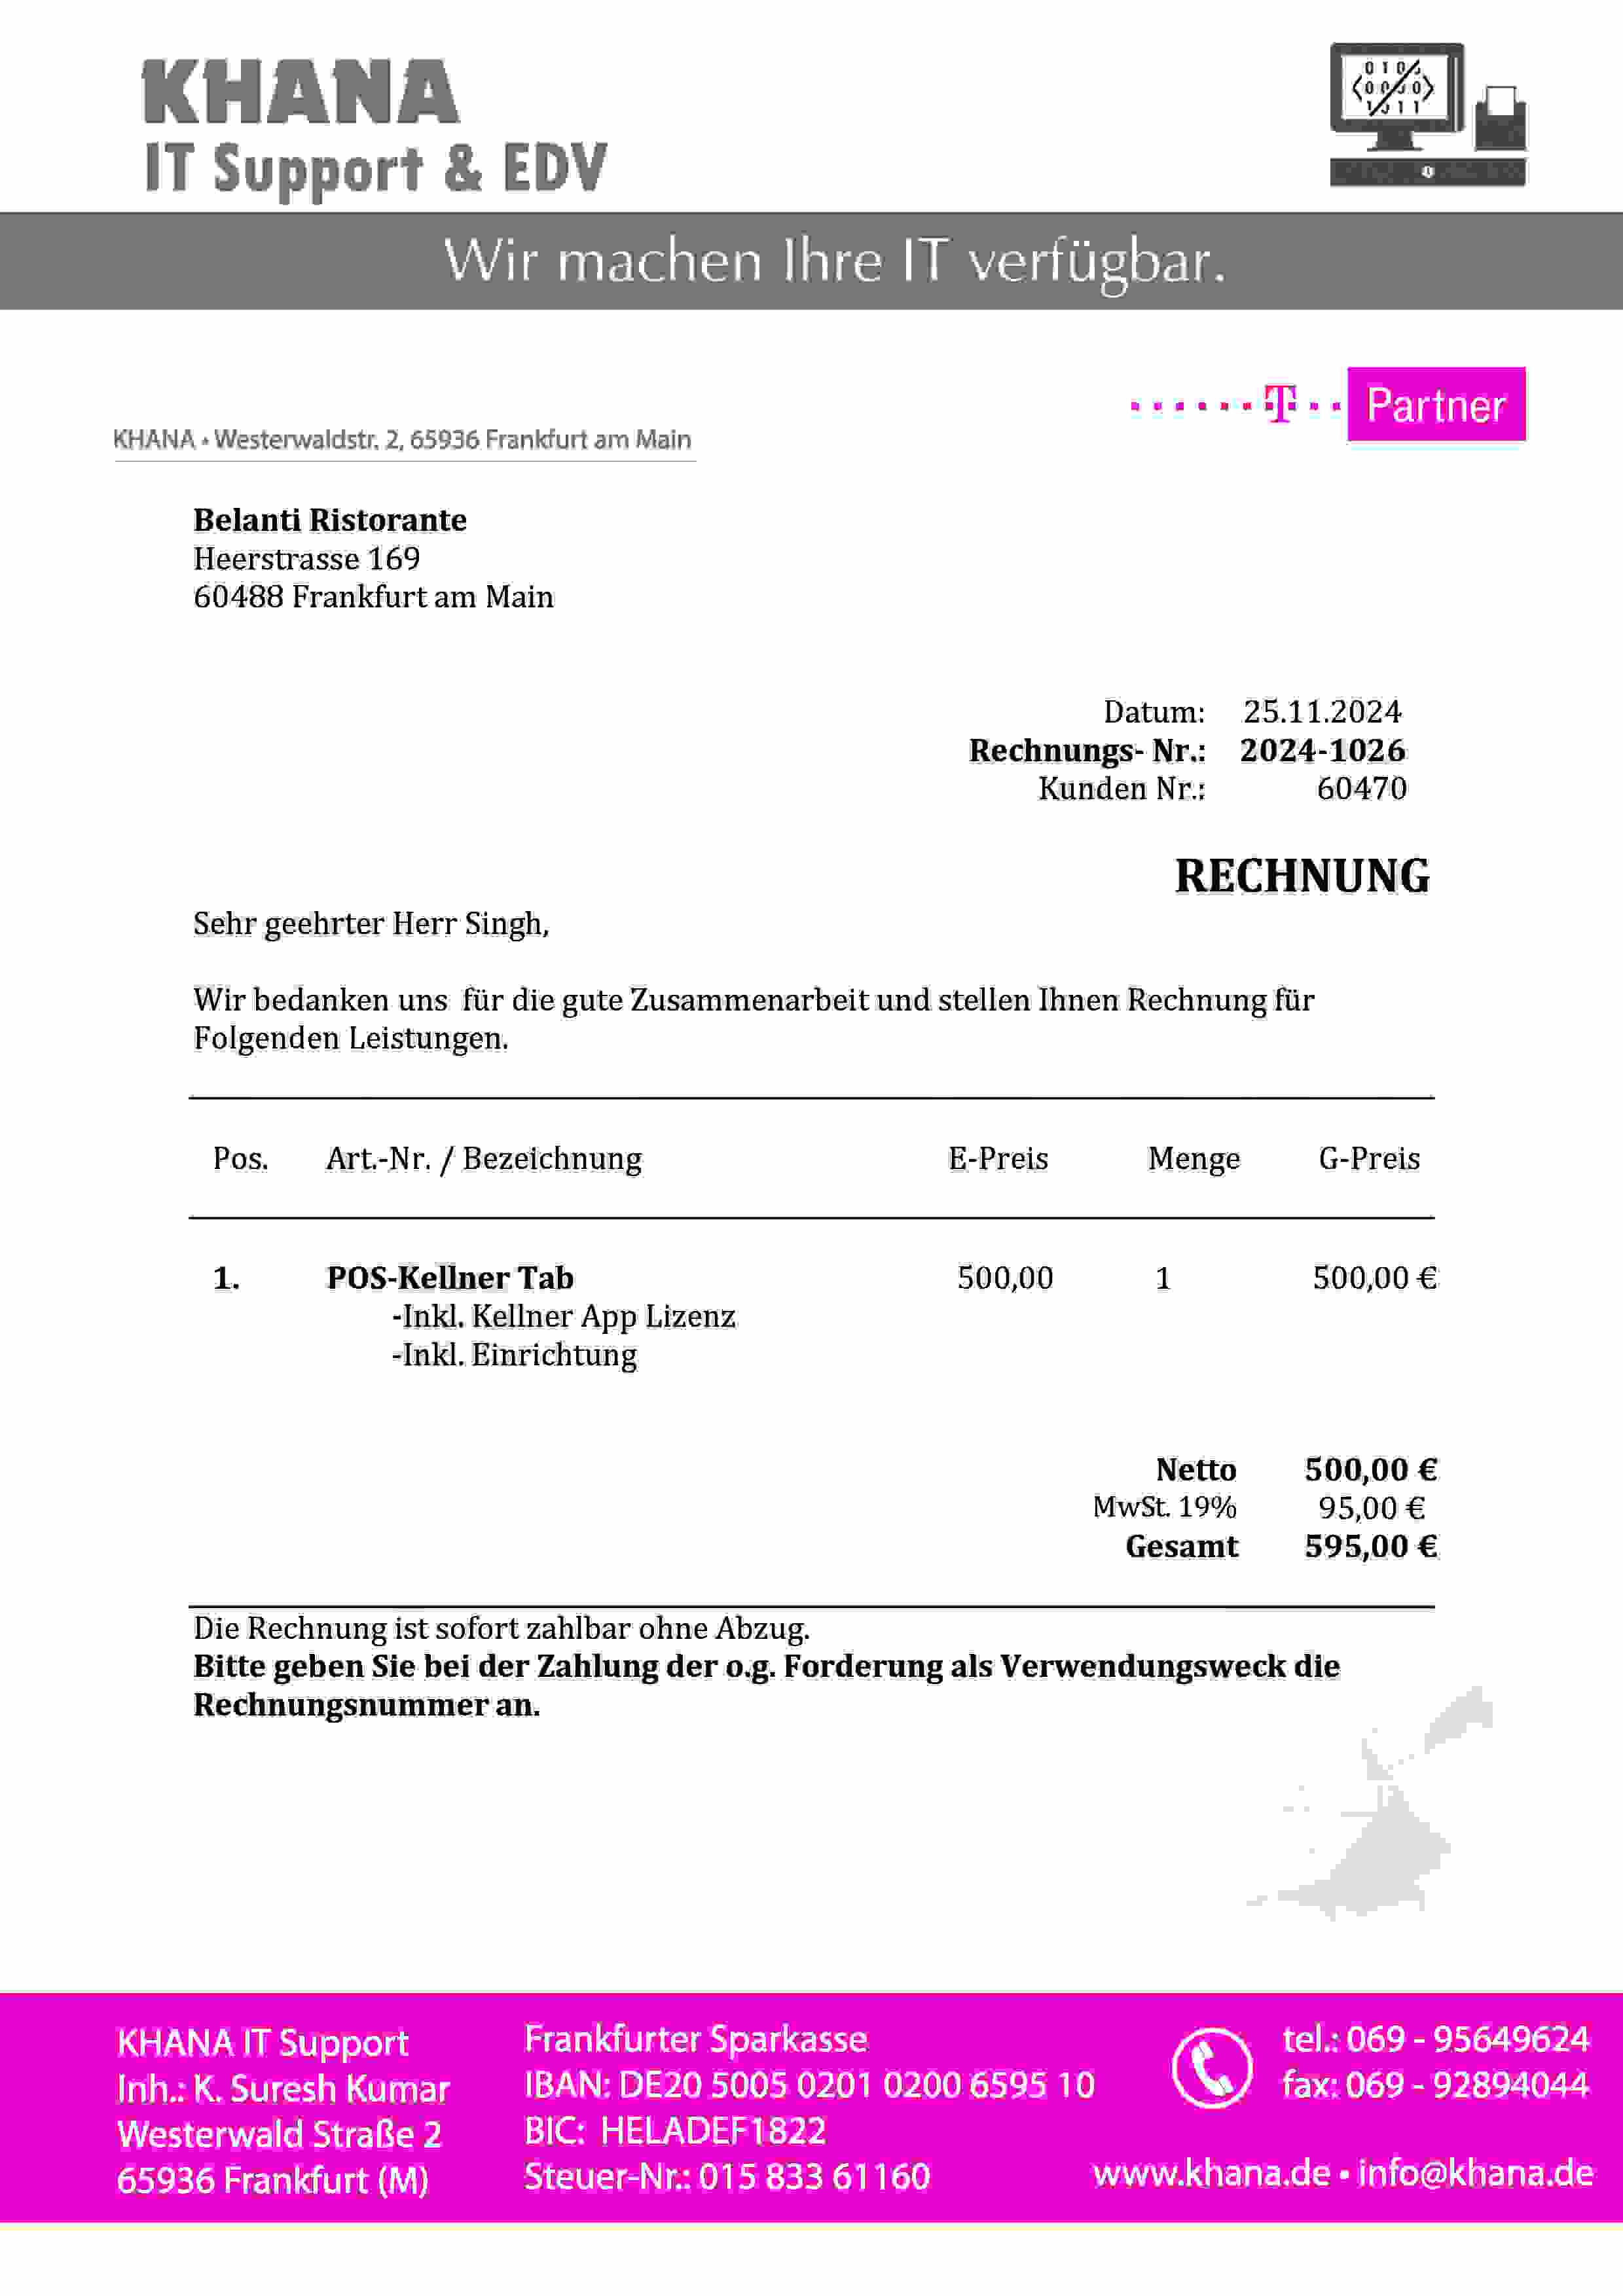 KHANA
IT Support & EDV
Wir machen Ihre IT verfügbar.
T Partner
KHANA • Westerwaldstr. 2, 65936 Frankfurt am Main
Belanti Ristorante
Heerstrasse 169
60488 Frankfurt am Main
Datum: 25.11.2024
Rechnungs- Nr.: 2024-1026
Kunden Nr.: 60470
RECHNUNG
Sehr geehrter Herr Singh,
Wir bedanken uns für die gute Zusammenarbeit und stellen Ihnen Rechnung für
Folgenden Leistungen.
Pos. Art.-Nr. / Bezeichnung E-Preis Menge G-Preis
1. POS-Kellner Tab 500,00 1 500,00 €
-Inkl. Kellner App Lizenz
-Inkl. Einrichtung
Netto 500,00 €
MwSt. 19% 95,00 €
Gesamt 595,00 €
Die Rechnung ist sofort zahlbar ohne Abzug.
Bitte geben Sie bei der Zahlung der o.g. Forderung als Verwendungsweck die
Rechnungsnummer an.
KHANA IT Support
Inh.: K. Suresh Kumar
Westerwald Straße 2
65936 Frankfurt (M)
Frankfurter Sparkasse
IBAN: DE20 5005 0201 0200 6595 10
BIC: HELADEF1822
Steuer-Nr.: 015 833 61160
tel.: 069 - 95649624
fax: 069 - 92894044
www.khana.de • info@khana.de